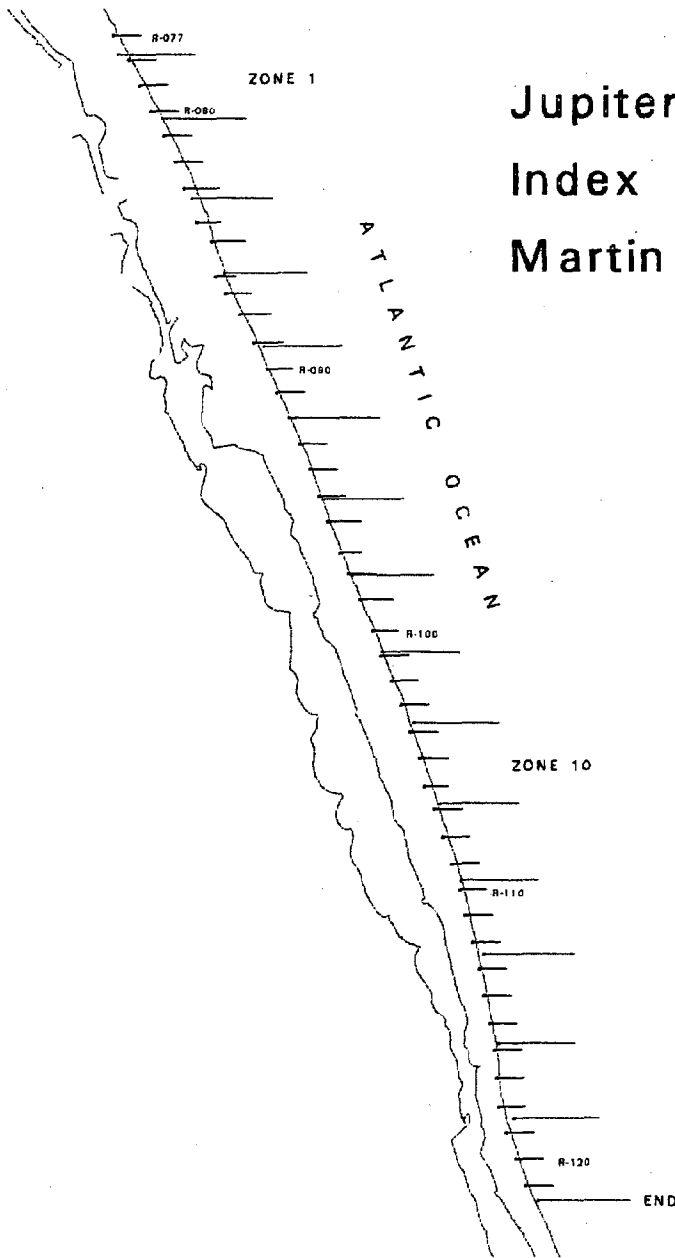 R-077
ZONE 1
Jupiter
R-080
Index
Martin
ATLANTIC OCEAN
R-090
R-100
ZONE 10
R-110
R-120
END